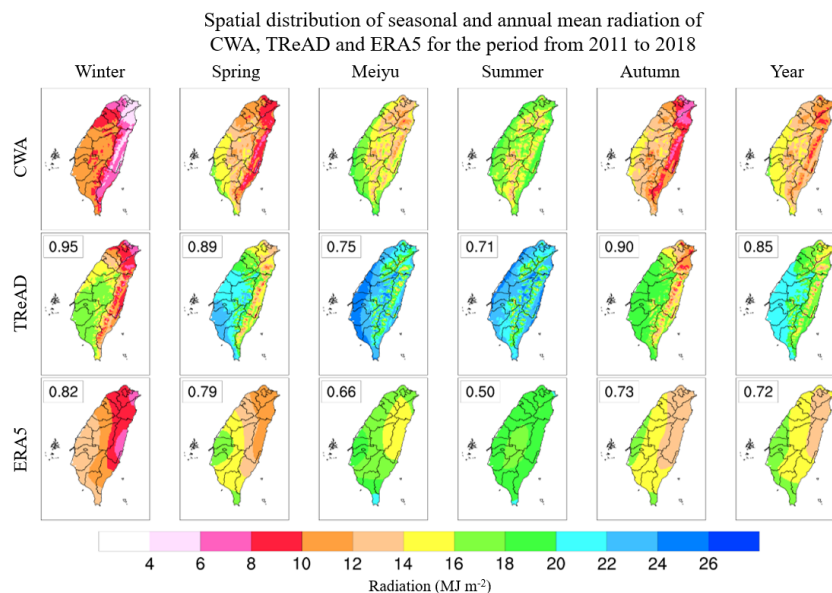 Spatial distribution of seasonal and annual mean radiation of
CWA, TReAD and ERA5 for the period from 2011 to 2018
Winter Spring Meiyu Summer Autumn Year
CWA
TReAD
0.95 0.89 0.75 0.71 0.90 0.85
ERA5
0.82 0.79 0.66 0.50 0.73 0.72
4 6 8 10 12 14 16 18 20 22 24 26
Radiation (MJ m⁻²)